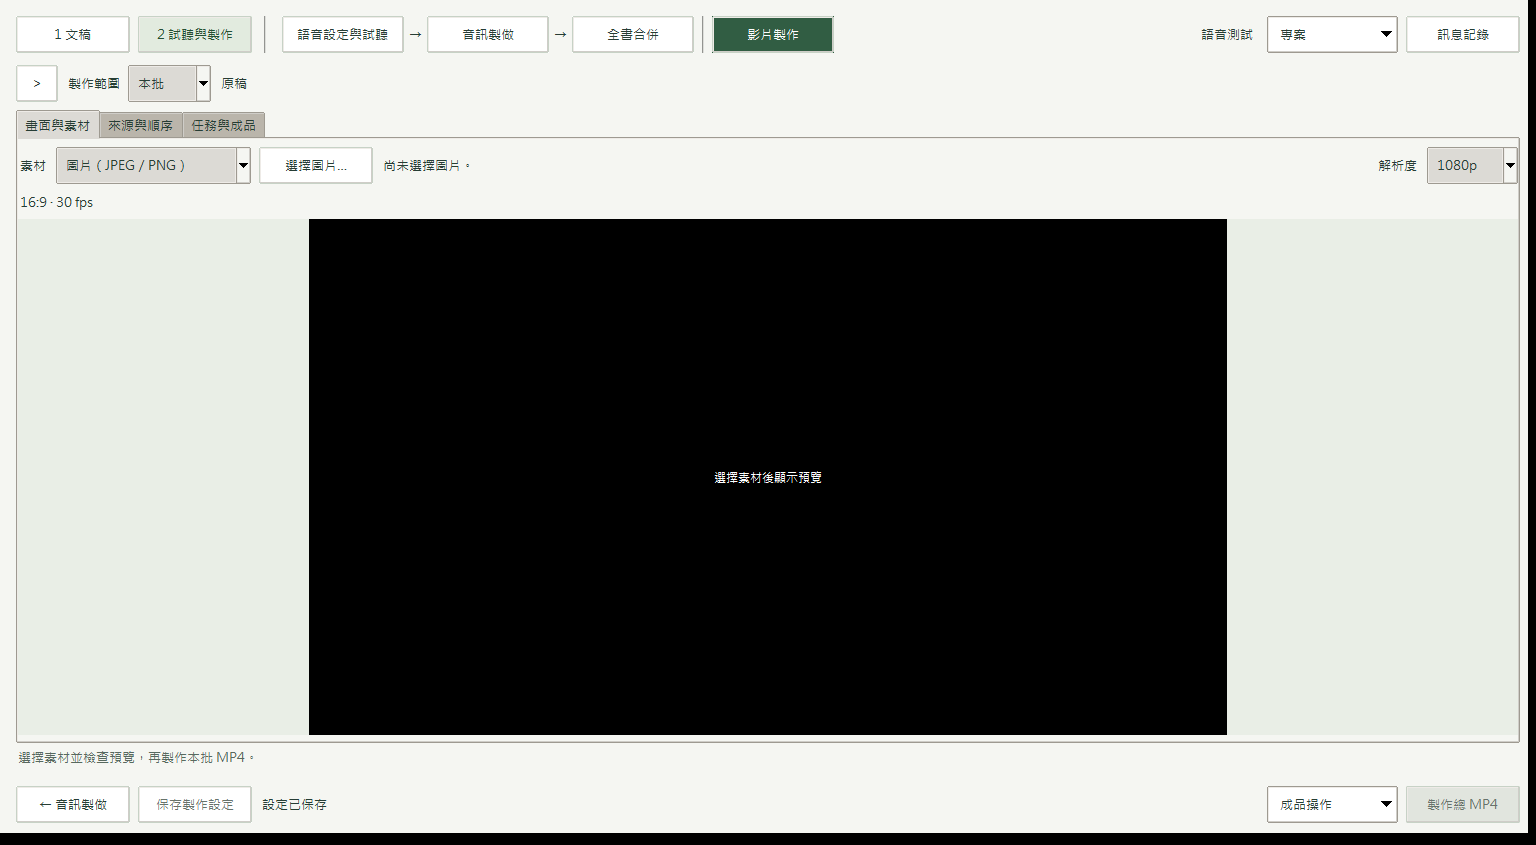 1 文稿 2 試聽與製作 語音設定與試聽 → 音訊製做 → 全書合併 影片製作 語音測試 專案 訊息記錄
> 製作範圍 本批 原稿
畫面與素材 來源與順序 任務與成品
素材 圖片（JPEG / PNG） 選擇圖片... 尚未選擇圖片。 解析度 1080p
16:9 · 30 fps
選擇素材後顯示預覽
選擇素材並檢查預覽，再製作本批 MP4。
← 音訊製做 保存製作設定 設定已保存 成品操作 製作總 MP4